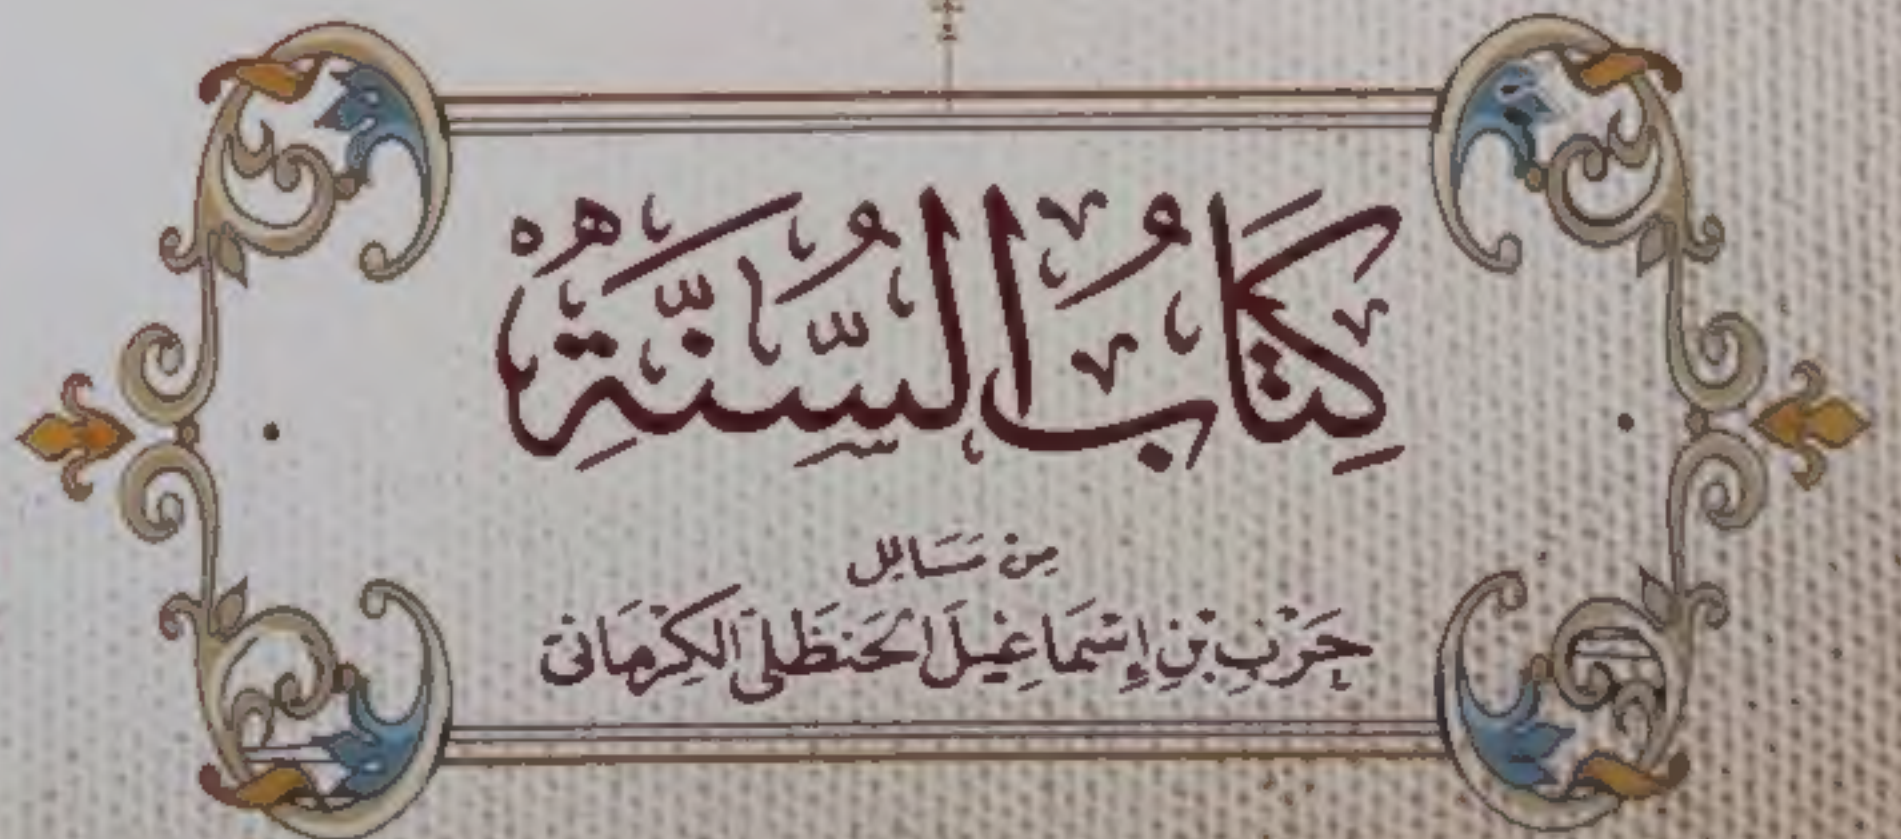 كِتَابُ السُّنَّةِ
مِنْ مَسَائِل
حَرْبِ بْنِ إِسْمَاعِيلَ الحَنظَلِي الكِرْمَانِي